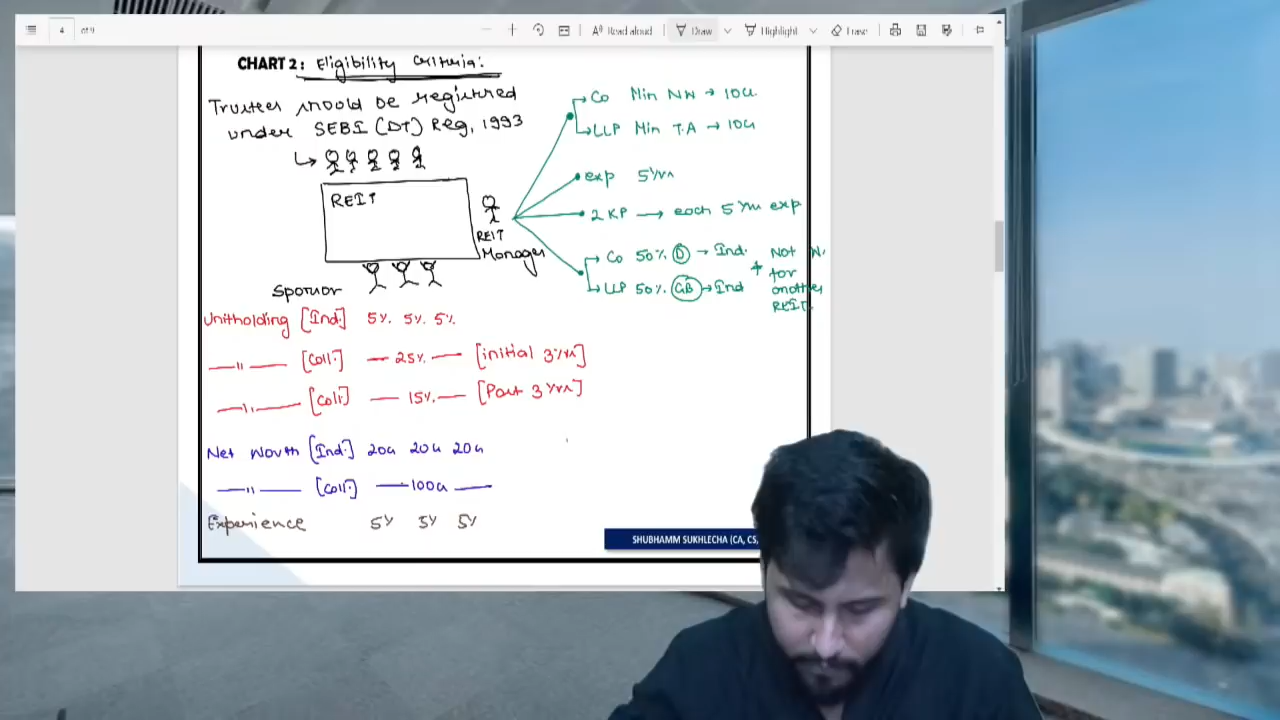 4 of 9
Read aloud
Draw
Highlight
Erase
CHART 2: Eligibility Criteria:
Trustee should be registered
under SEBI (DT) Reg, 1993
REIT
REIT
Manager
Sponsor
Co Min NW → 10Cr
LLP Min T.A → 10Cr
exp 5 Yrs
2 KP → each 5 Yrs exp
Co 50% D → Ind.
LLP 50% GB → Ind
+ Not
for
another
REIT.
Unitholding [Ind.] 5% 5% 5%
—"— [Coll.] — 25% — [initial 3 Yrs]
—"— [Coll] — 15% — [Post 3 Yrs]
Net Worth [Ind.] 20Cr 20Cr 20Cr
—"— [Coll.] — 100Cr —
Experience 5Y 5Y 5Y
SHUBHAMM SUKHLECHA (CA, CS,